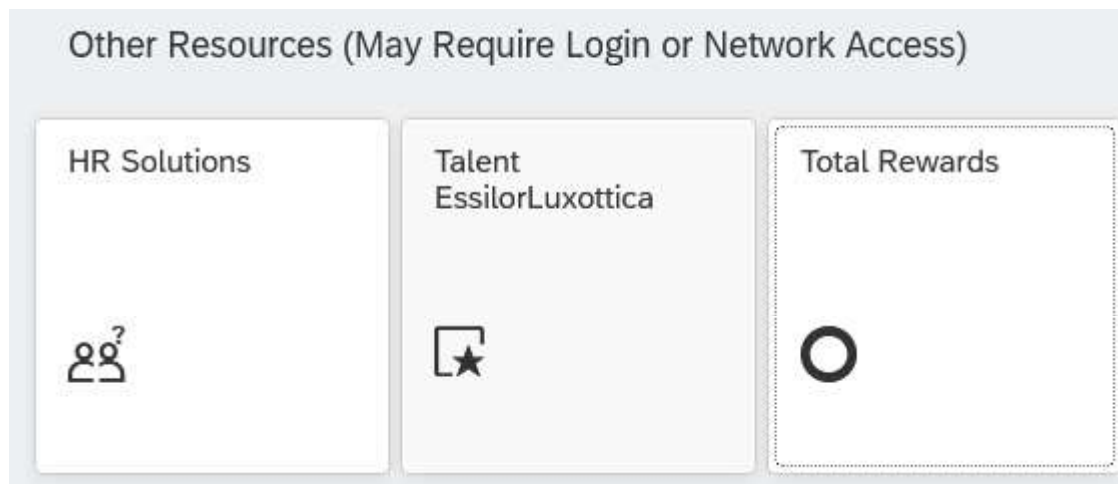 Other Resources (May Require Login or Network Access)
HR Solutions
Talent
EssilorLuxottica
Total Rewards
?